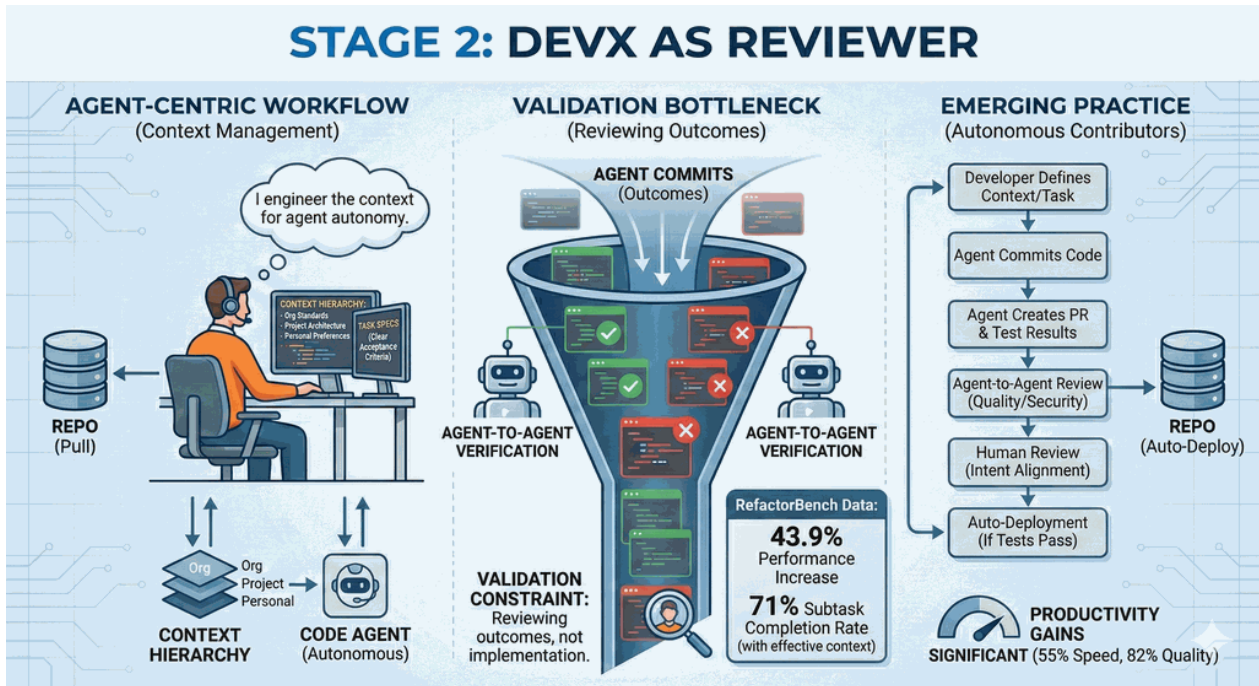 STAGE 2: DEVX AS REVIEWER
AGENT-CENTRIC WORKFLOW
(Context Management)
I engineer the context
for agent autonomy.
CONTEXT HIERARCHY:
- Org Standards
- Project Architecture
- Personal Preferences
TASK SPECS
(Clear
Acceptance
Criteria)
REPO
(Pull)
Org
Org
Project
Personal
CONTEXT
HIERARCHY
CODE AGENT
(Autonomous)
VALIDATION BOTTLENECK
(Reviewing Outcomes)
AGENT COMMITS
(Outcomes)
AGENT-TO-AGENT
VERIFICATION
AGENT-TO-AGENT
VERIFICATION
VALIDATION
CONSTRAINT:
Reviewing
outcomes, not
implementation.
RefactorBench Data:
43.9%
Performance
Increase
71% Subtask
Completion Rate
(with effective context)
EMERGING PRACTICE
(Autonomous Contributors)
Developer Defines
Context/Task
Agent Commits Code
Agent Creates PR
& Test Results
Agent-to-Agent Review
(Quality/Security)
Human Review
(Intent Alignment)
Auto-Deployment
(If Tests Pass)
REPO
(Auto-Deploy)
PRODUCTIVITY
GAINS
SIGNIFICANT (55% Speed, 82% Quality)